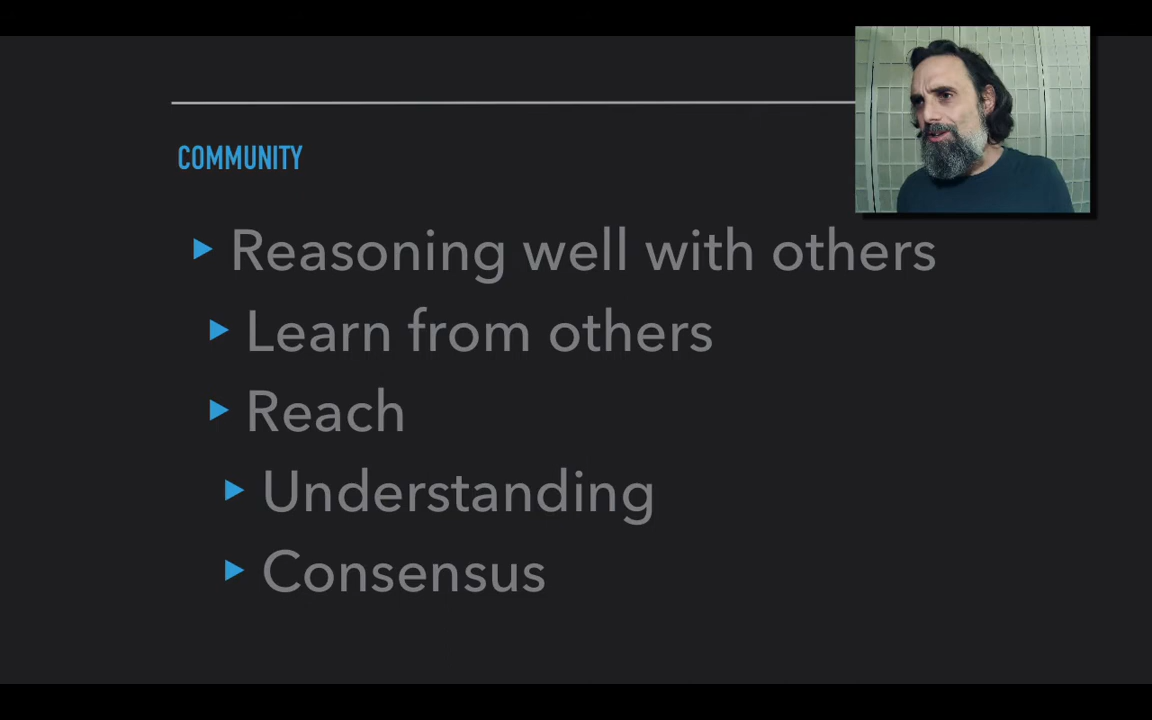 COMMUNITY
Reasoning well with others
Learn from others
Reach
Understanding
Consensus